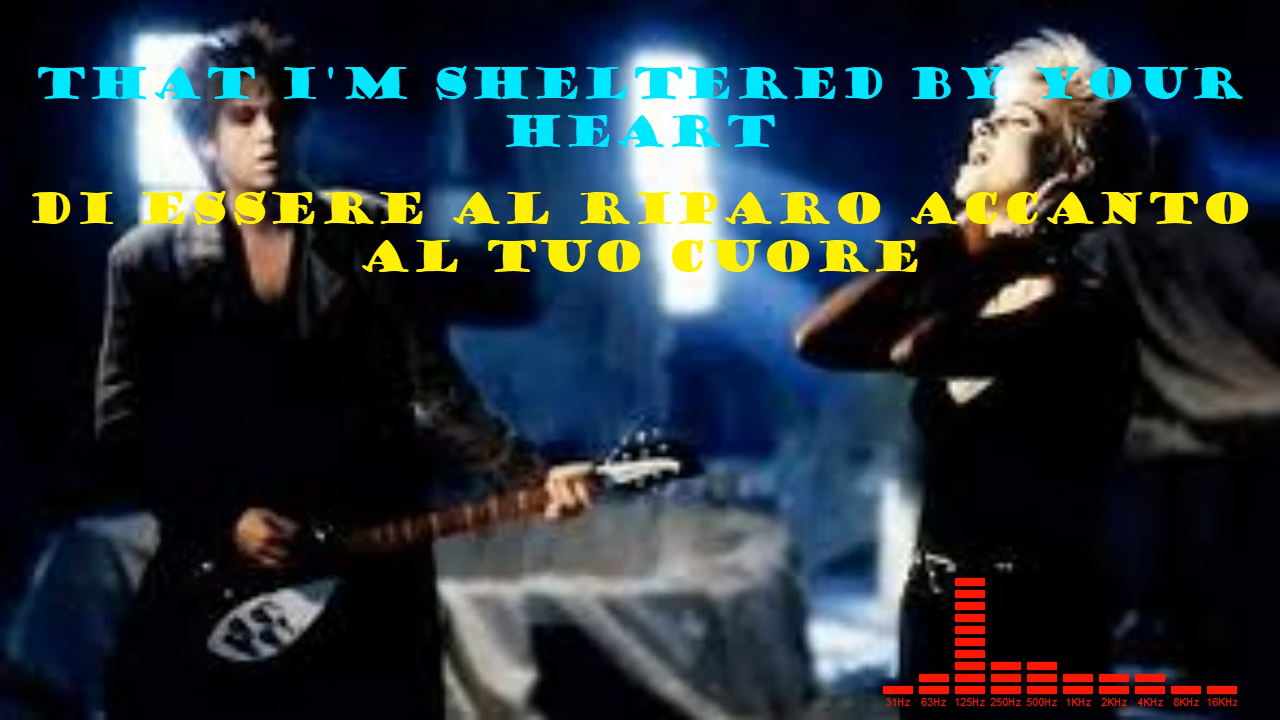 THAT I'M SHELTERED BY YOUR
HEART
DI ESSERE AL RIPARO ACCANTO
AL TUO CUORE
31Hz 63Hz 125Hz 250Hz 500Hz 1KHz 2KHz 4KHz 8KHz 16KHz